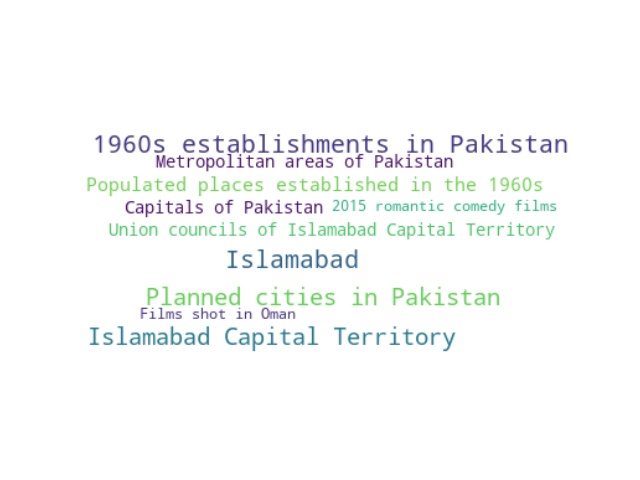 1960s establishments in Pakistan
Metropolitan areas of Pakistan
Populated places established in the 1960s
Capitals of Pakistan 2015 romantic comedy films
Union councils of Islamabad Capital Territory
Islamabad
Planned cities in Pakistan
Films shot in Oman
Islamabad Capital Territory